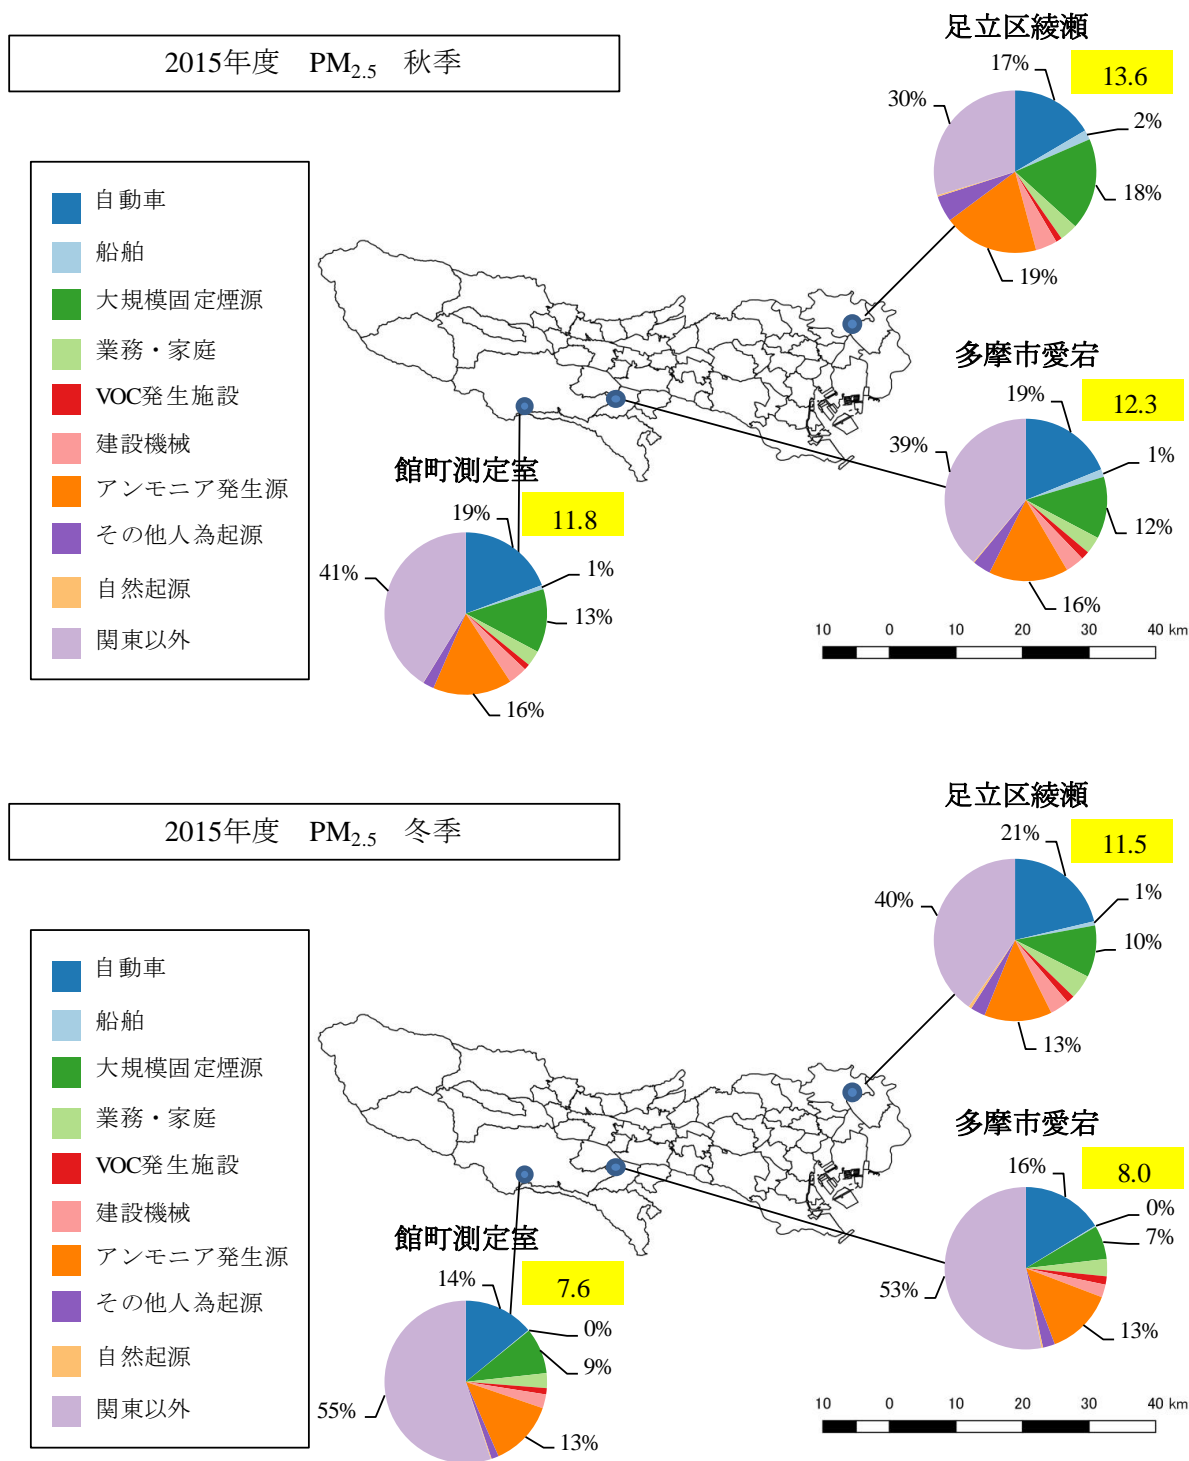 2015年度 PM2.5 秋季
自動車
船舶
大規模固定煙源
業務・家庭
VOC発生施設
建設機械
アンモニア発生源
その他人為起源
自然起源
関東以外
足立区綾瀬
13.6
17%
2%
18%
19%
30%
多摩市愛宕
12.3
19%
1%
12%
16%
39%
館町測定室
11.8
19%
1%
13%
16%
41%
10 0 10 20 30 40 km
2015年度 PM2.5 冬季
自動車
船舶
大規模固定煙源
業務・家庭
VOC発生施設
建設機械
アンモニア発生源
その他人為起源
自然起源
関東以外
足立区綾瀬
11.5
21%
1%
10%
13%
40%
多摩市愛宕
8.0
16%
0%
7%
13%
53%
館町測定室
7.6
14%
0%
9%
13%
55%
10 0 10 20 30 40 km